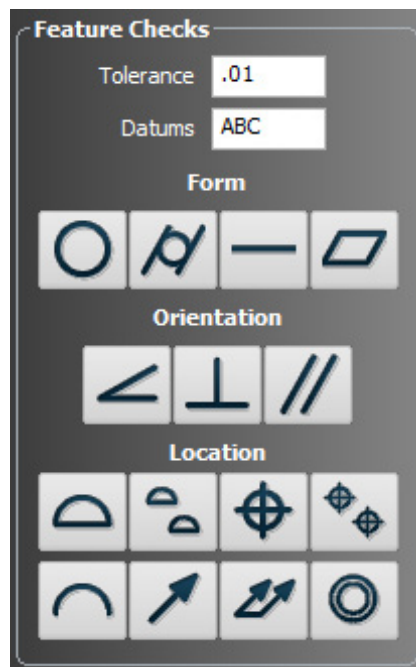 Feature Checks
Tolerance .01
Datums ABC
Form
Orientation
Location